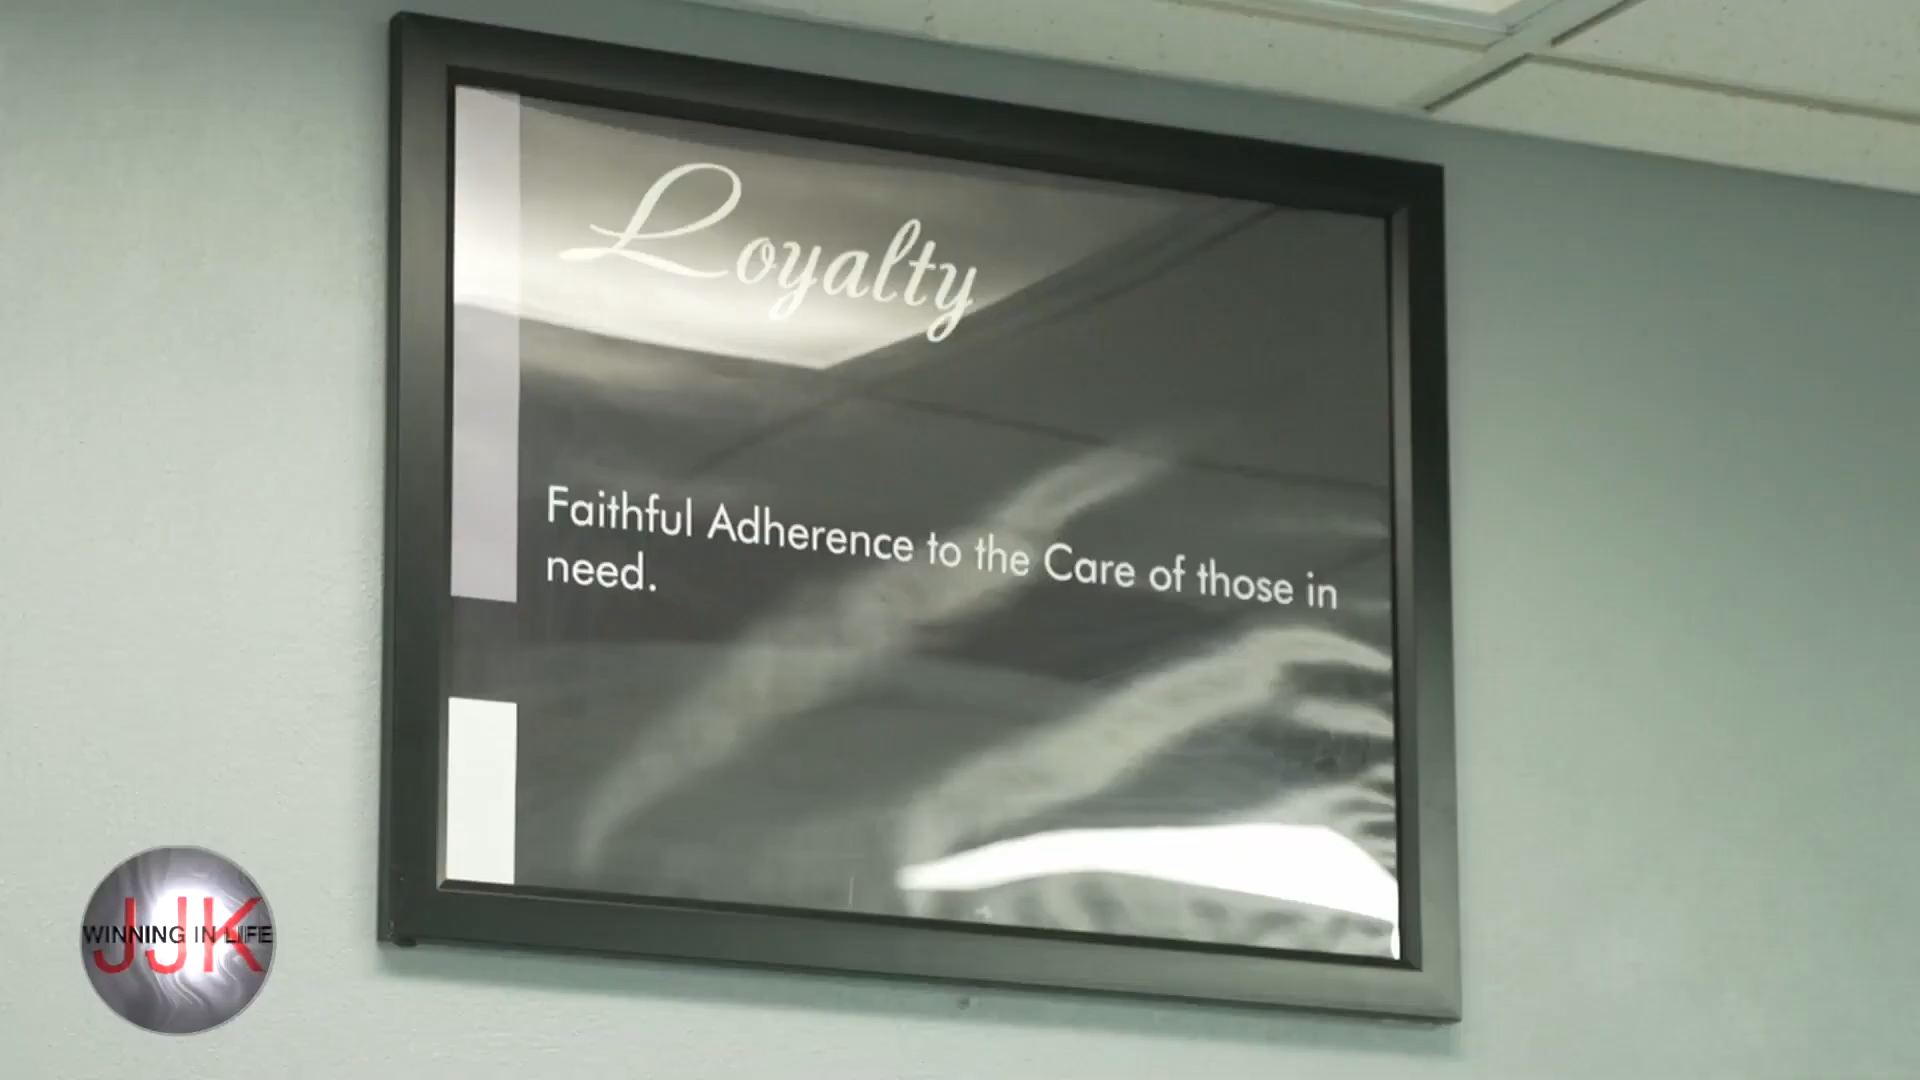 Loyalty
Faithful Adherence to the Care of those in
need.
JJK
WINNING IN LIFE